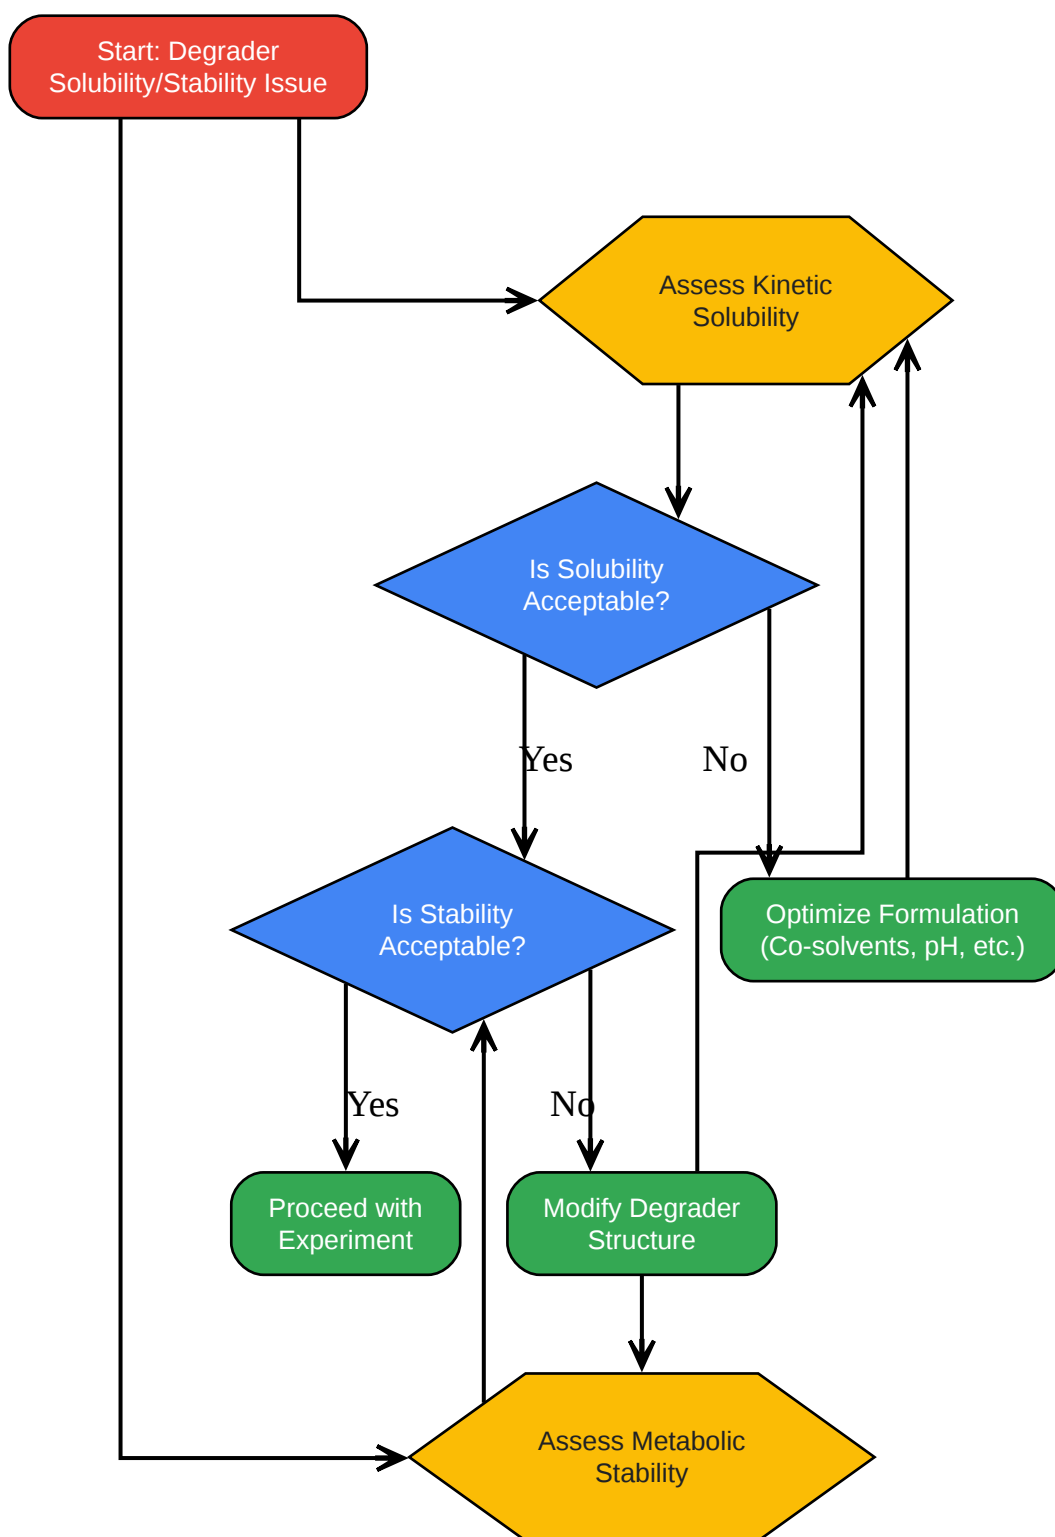 Start: Degrader
Solubility/Stability Issue
Assess Kinetic
Solubility
Is Solubility
Acceptable?
Yes
No
Is Stability
Acceptable?
Optimize Formulation
(Co-solvents, pH, etc.)
Yes
No
Proceed with
Experiment
Modify Degrader
Structure
Assess Metabolic
Stability